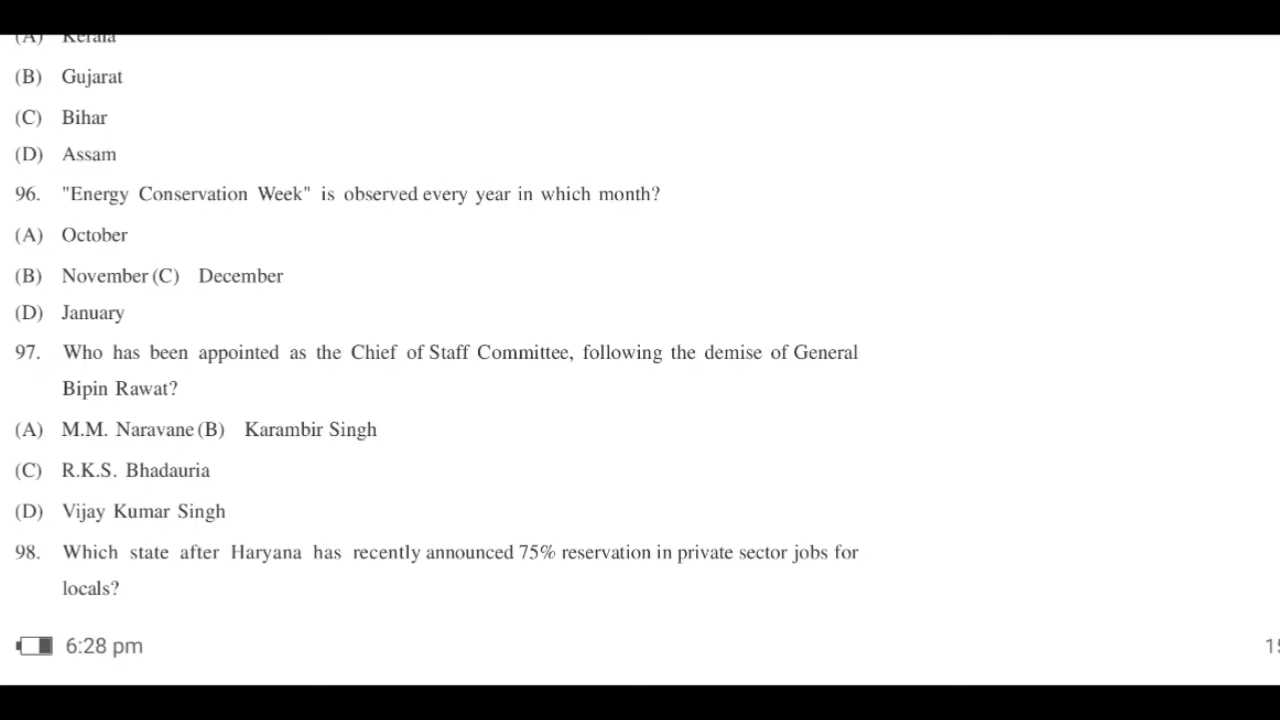 (A) Kerala
(B) Gujarat
(C) Bihar
(D) Assam
96. "Energy Conservation Week" is observed every year in which month?
(A) October
(B) November (C) December
(D) January
97. Who has been appointed as the Chief of Staff Committee, following the demise of General
Bipin Rawat?
(A) M.M. Naravane (B) Karambir Singh
(C) R.K.S. Bhadauria
(D) Vijay Kumar Singh
98. Which state after Haryana has recently announced 75% reservation in private sector jobs for
locals?
6:28 pm